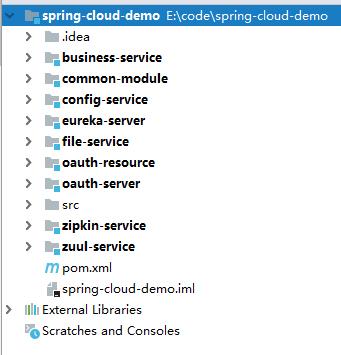 spring-cloud-demo E:\code\spring-cloud-demo
.idea
business-service
common-module
config-service
eureka-server
file-service
oauth-resource
oauth-server
src
zipkin-service
zuul-service
m pom.xml
spring-cloud-demo.iml
External Libraries
Scratches and Consoles